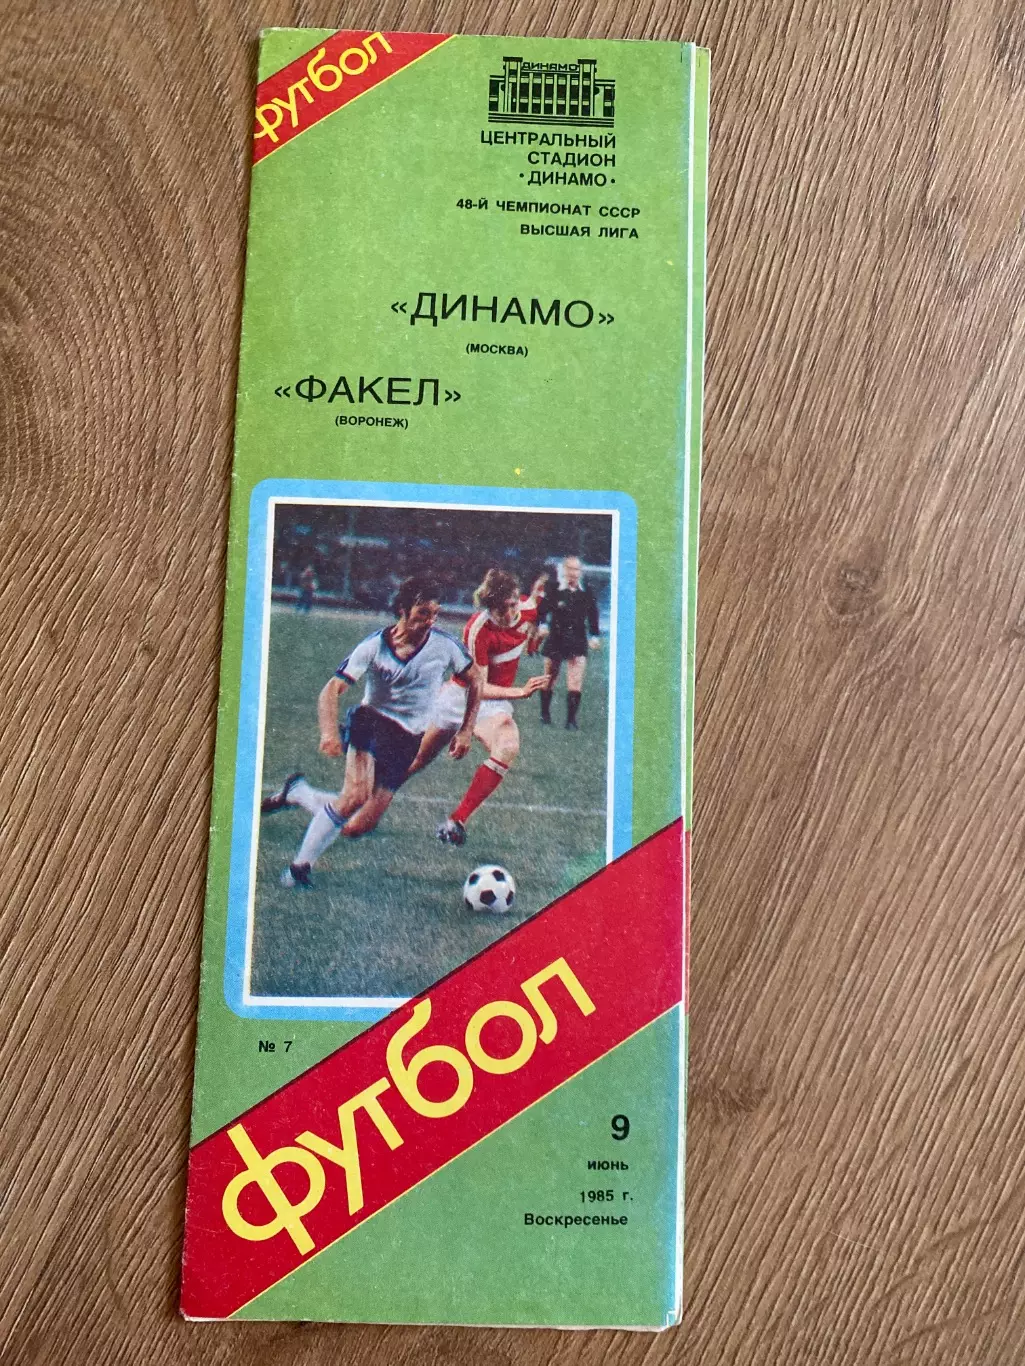 футбол
ДИНАМО
ЦЕНТРАЛЬНЫЙ
СТАДИОН
•ДИНАМО•
48-Й ЧЕМПИОНАТ СССР
ВЫСШАЯ ЛИГА
«ДИНАМО»
(МОСКВА)
«ФАКЕЛ»
(ВОРОНЕЖ)
№ 7
футбол
9
июнь
1985 г.
Воскресенье